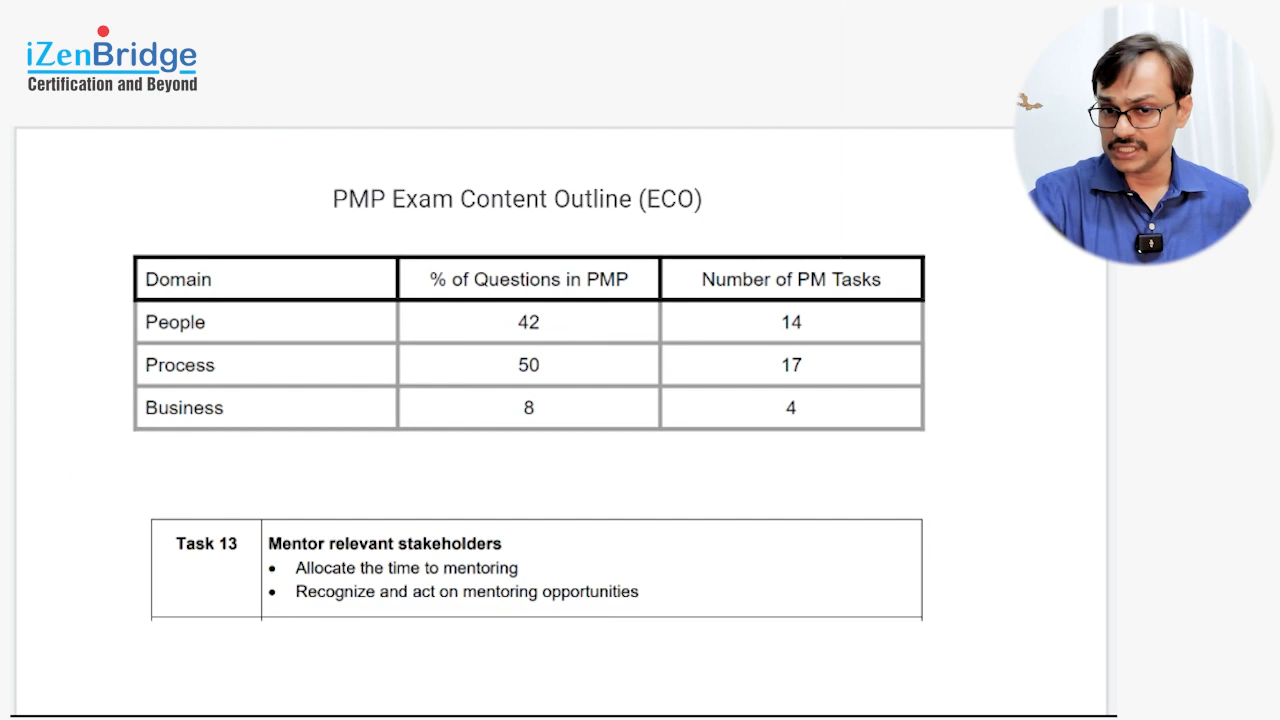 iZenBridge
Certification and Beyond
PMP Exam Content Outline (ECO)
Domain % of Questions in PMP Number of PM Tasks
People 42 14
Process 50 17
Business 8 4
Task 13 Mentor relevant stakeholders
• Allocate the time to mentoring
• Recognize and act on mentoring opportunities